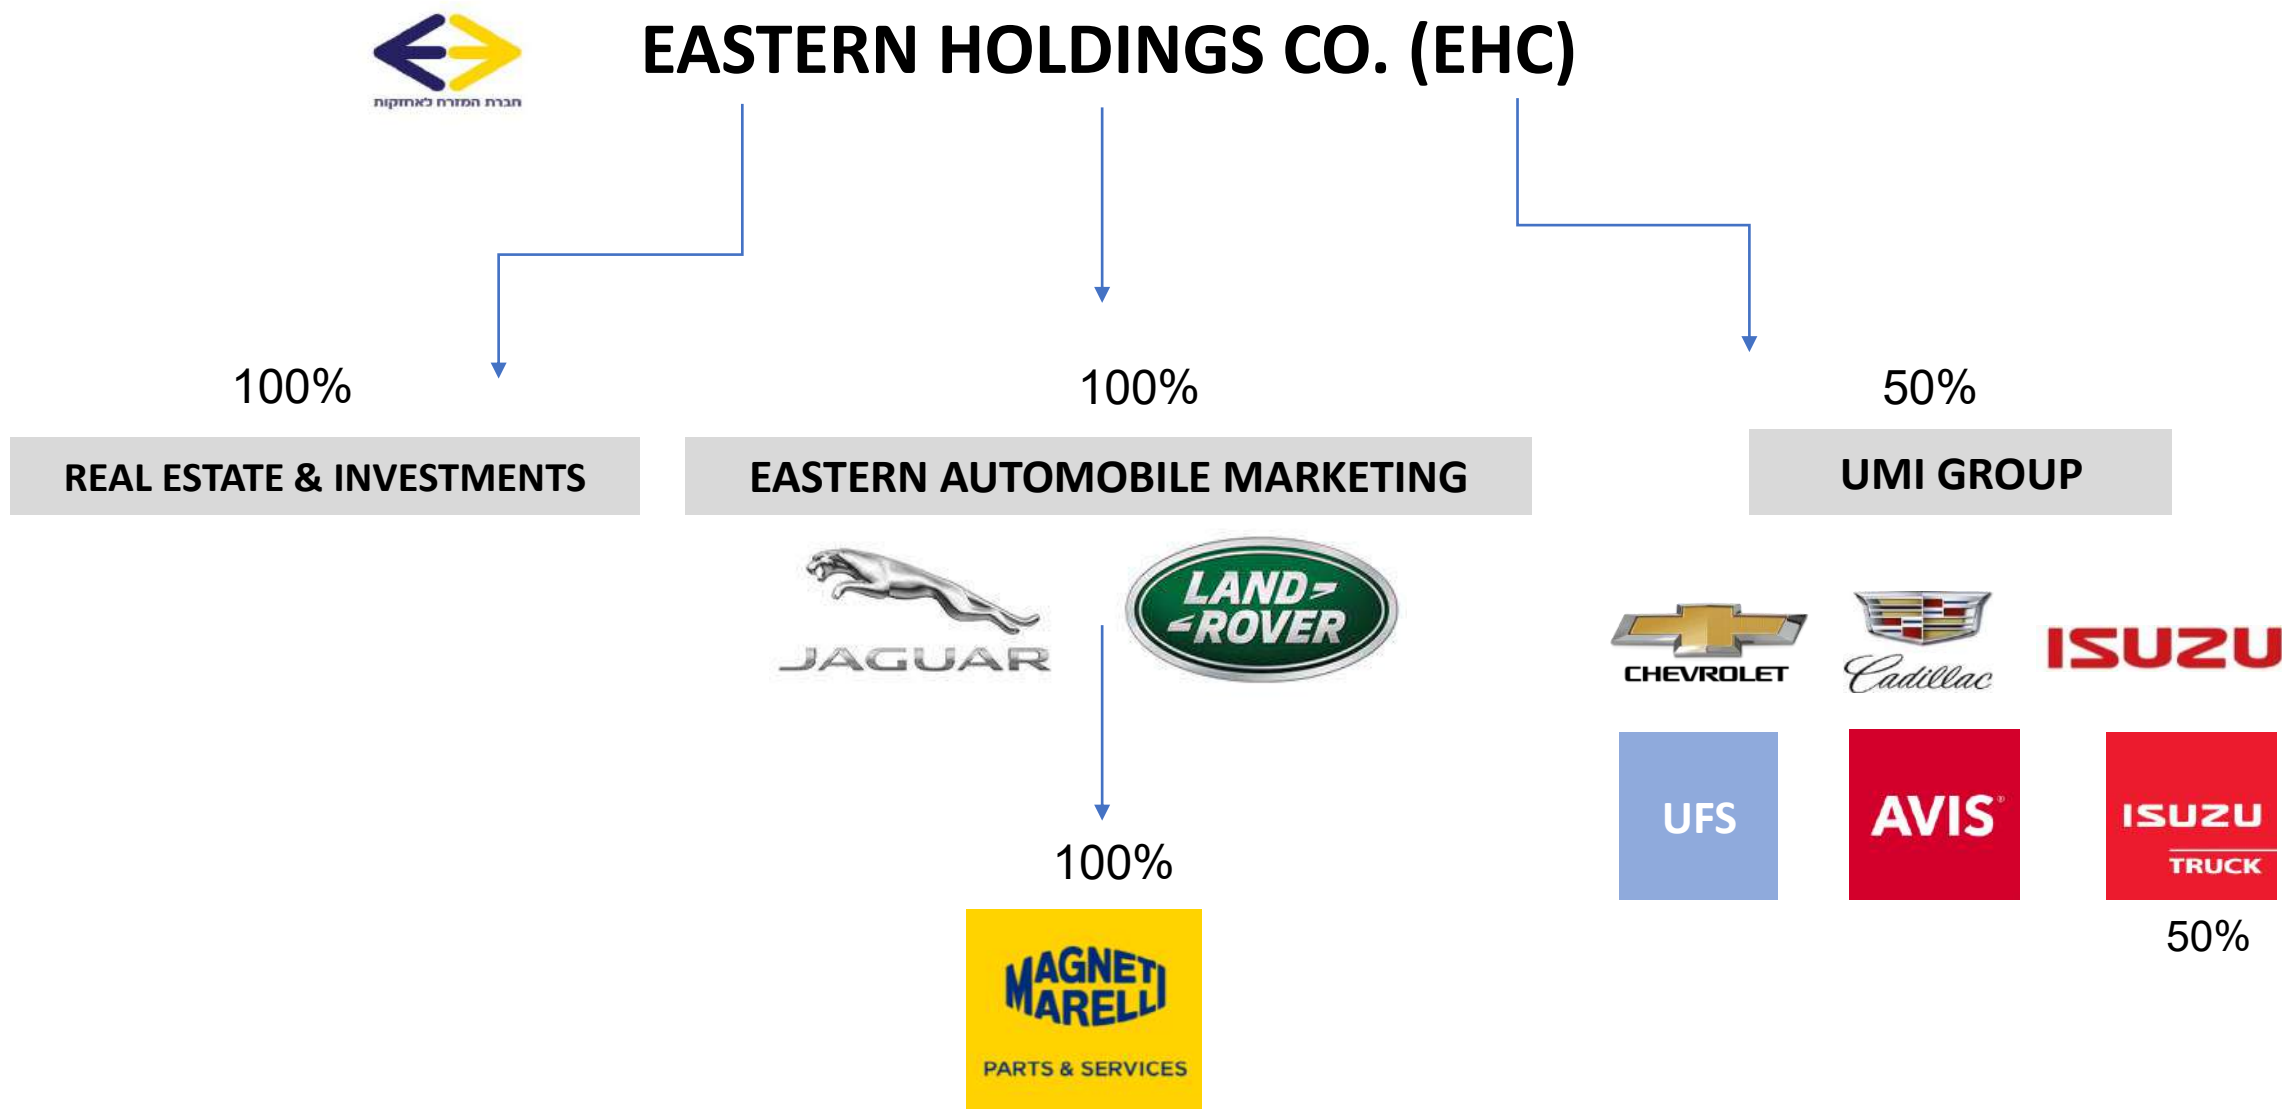 EASTERN HOLDINGS CO. (EHC)
חברת המזרח לאחזקות
100%
100%
50%
REAL ESTATE & INVESTMENTS
EASTERN AUTOMOBILE MARKETING
UMI GROUP
JAGUAR
LAND-
-ROVER
CHEVROLET
Cadillac
ISUZU
UFS
AVIS®
ISUZU
TRUCK
100%
50%
MAGNETI
MARELLI
PARTS & SERVICES